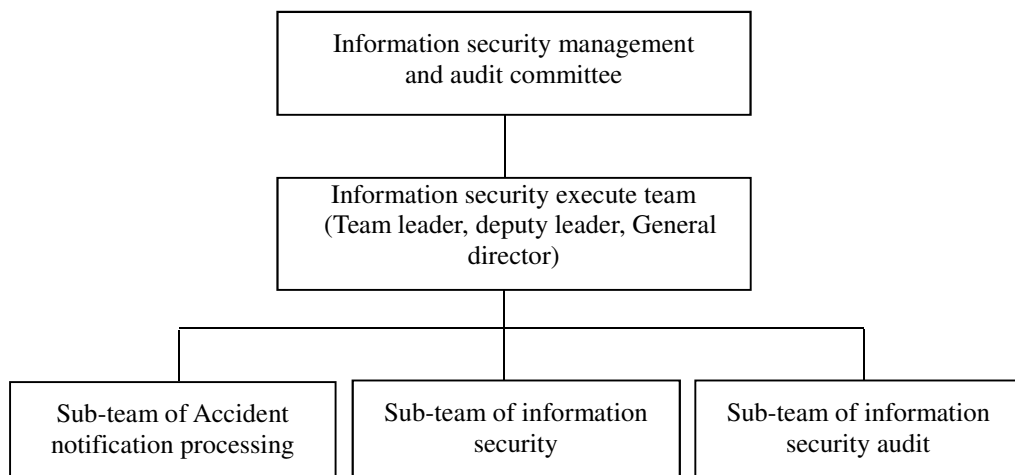 Information security management
and audit committee
Information security execute team
(Team leader, deputy leader, General
director)
Sub-team of Accident
notification processing
Sub-team of information
security
Sub-team of information
security audit